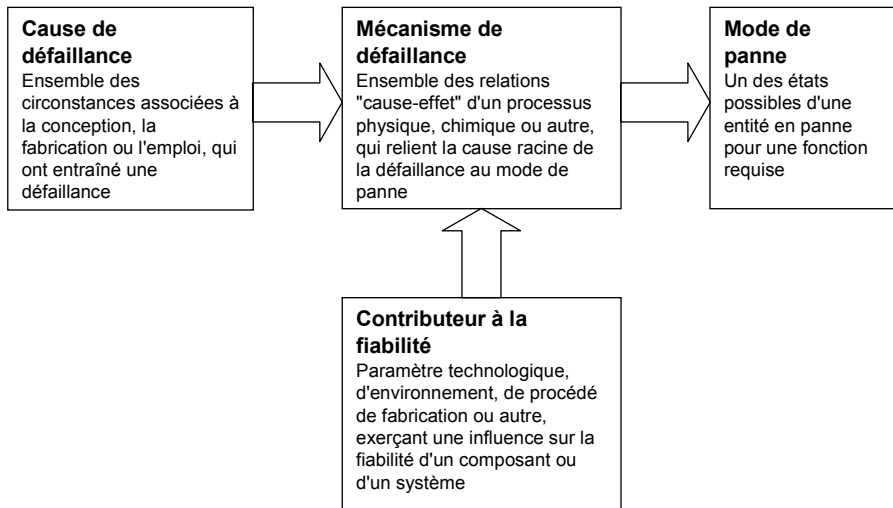 Cause de
défaillance
Ensemble des
circonstances associées à
la conception, la
fabrication ou l'emploi, qui
ont entraîné une
défaillance
Mécanisme de
défaillance
Ensemble des relations
"cause-effet" d'un processus
physique, chimique ou autre,
qui relient la cause racine de
la défaillance au mode de
panne
Mode de
panne
Un des états
possibles d'une
entité en panne
pour une fonction
requise
Contributeur à la
fiabilité
Paramètre technologique,
d'environnement, de procédé
de fabrication ou autre,
exerçant une influence sur la
fiabilité d'un composant ou
d'un système